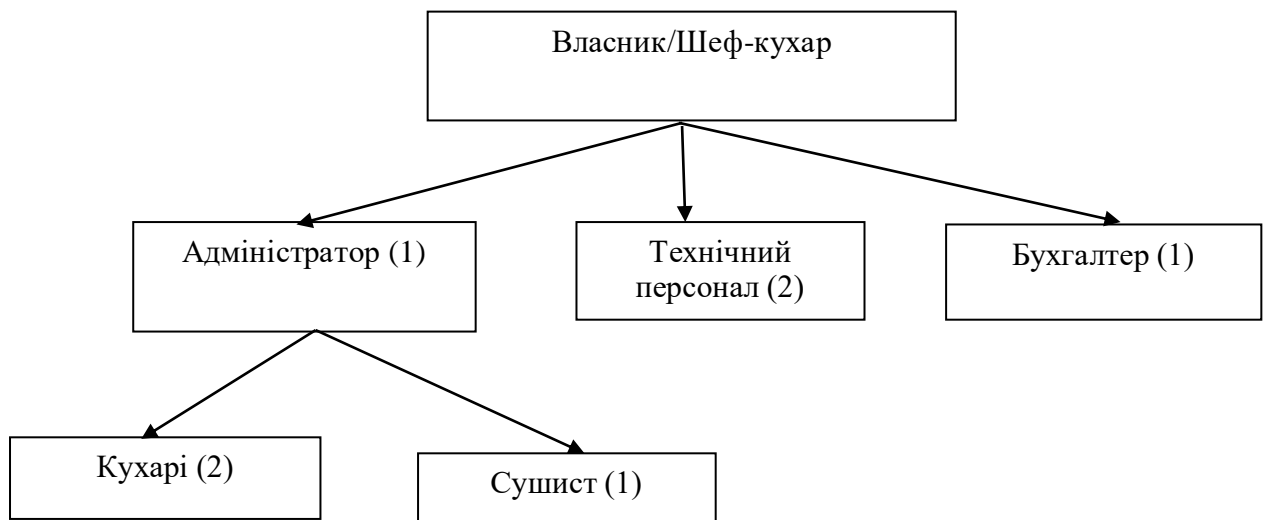 Власник/Шеф-кухар
Адміністратор (1)
Технічний
персонал (2)
Бухгалтер (1)
Кухарі (2)
Сушист (1)